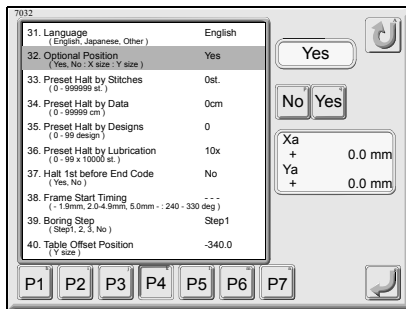 7032
31. Language English
( English, Japanese, Other )
32. Optional Position Yes
( Yes, No : X size : Y size )
33. Preset Halt by Stitches 0st.
( 0 - 999999 st. )
34. Preset Halt by Data 0cm
( 0 - 99999 cm )
35. Preset Halt by Designs 0
( 0 - 99 design )
36. Preset Halt by Lubrication 10x
( 0 - 99 x 10000 st. )
37. Halt 1st before End Code No
( Yes, No )
38. Frame Start Timing - - -
( - 1.9mm, 2.0-4.9mm, 5.0mm - : 240 - 330 deg )
39. Boring Step Step1
( Step1, 2, 3, No )
40. Table Offset Position -340.0
( Y size )
Yes
No Yes
Xa
+ 0.0 mm
Ya
+ 0.0 mm
P1 P2 P3 P4 P5 P6 P7